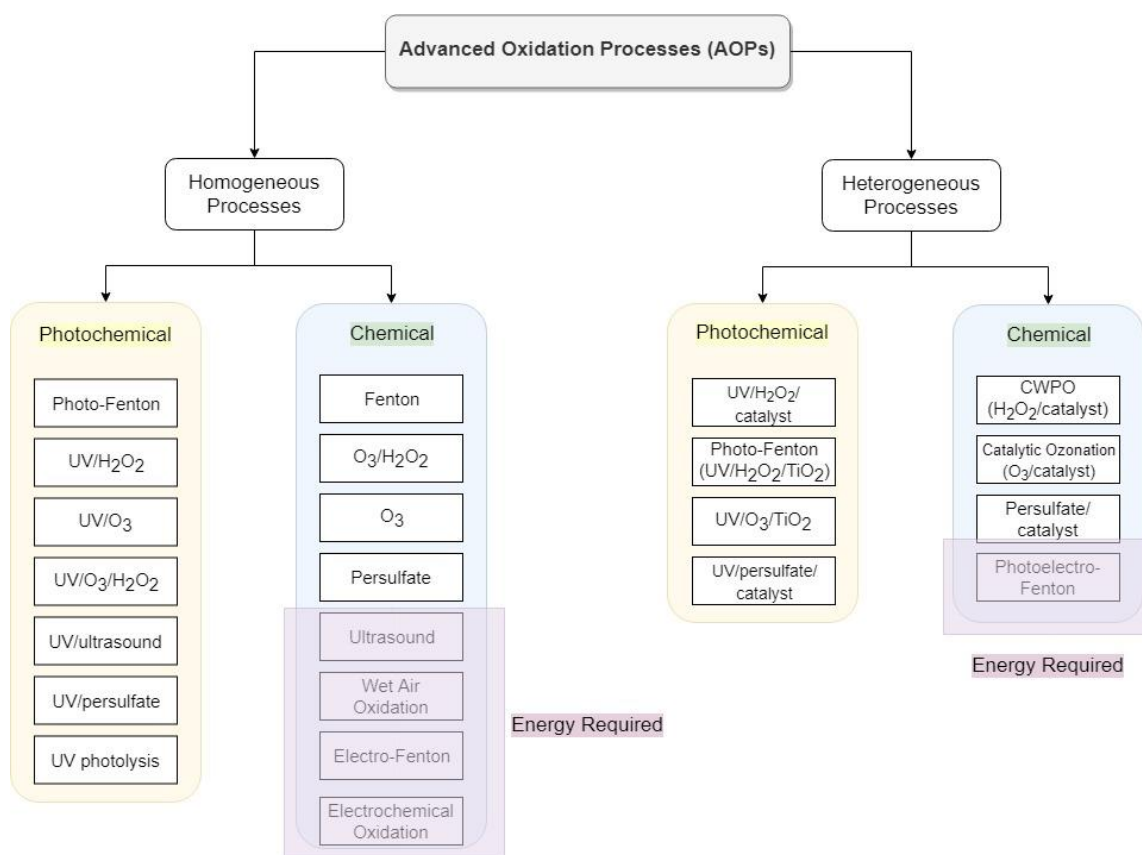 Advanced Oxidation Processes (AOPs)
Homogeneous
Processes
Heterogeneous
Processes
Photochemical
Photo-Fenton
UV/H₂O₂
UV/O₃
UV/O₃/H₂O₂
UV/ultrasound
UV/persulfate
UV photolysis
Chemical
Fenton
O₃/H₂O₂
O₃
Persulfate
Ultrasound
Wet Air
Oxidation
Electro-Fenton
Electrochemical
Oxidation
Energy Required
Photochemical
UV/H₂O₂/
catalyst
Photo-Fenton
(UV/H₂O₂/TiO₂)
UV/O₃/TiO₂
UV/persulfate/
catalyst
Chemical
CWPO
(H₂O₂/catalyst)
Catalytic Ozonation
(O₃/catalyst)
Persulfate/
catalyst
Photoelectro-
Fenton
Energy Required